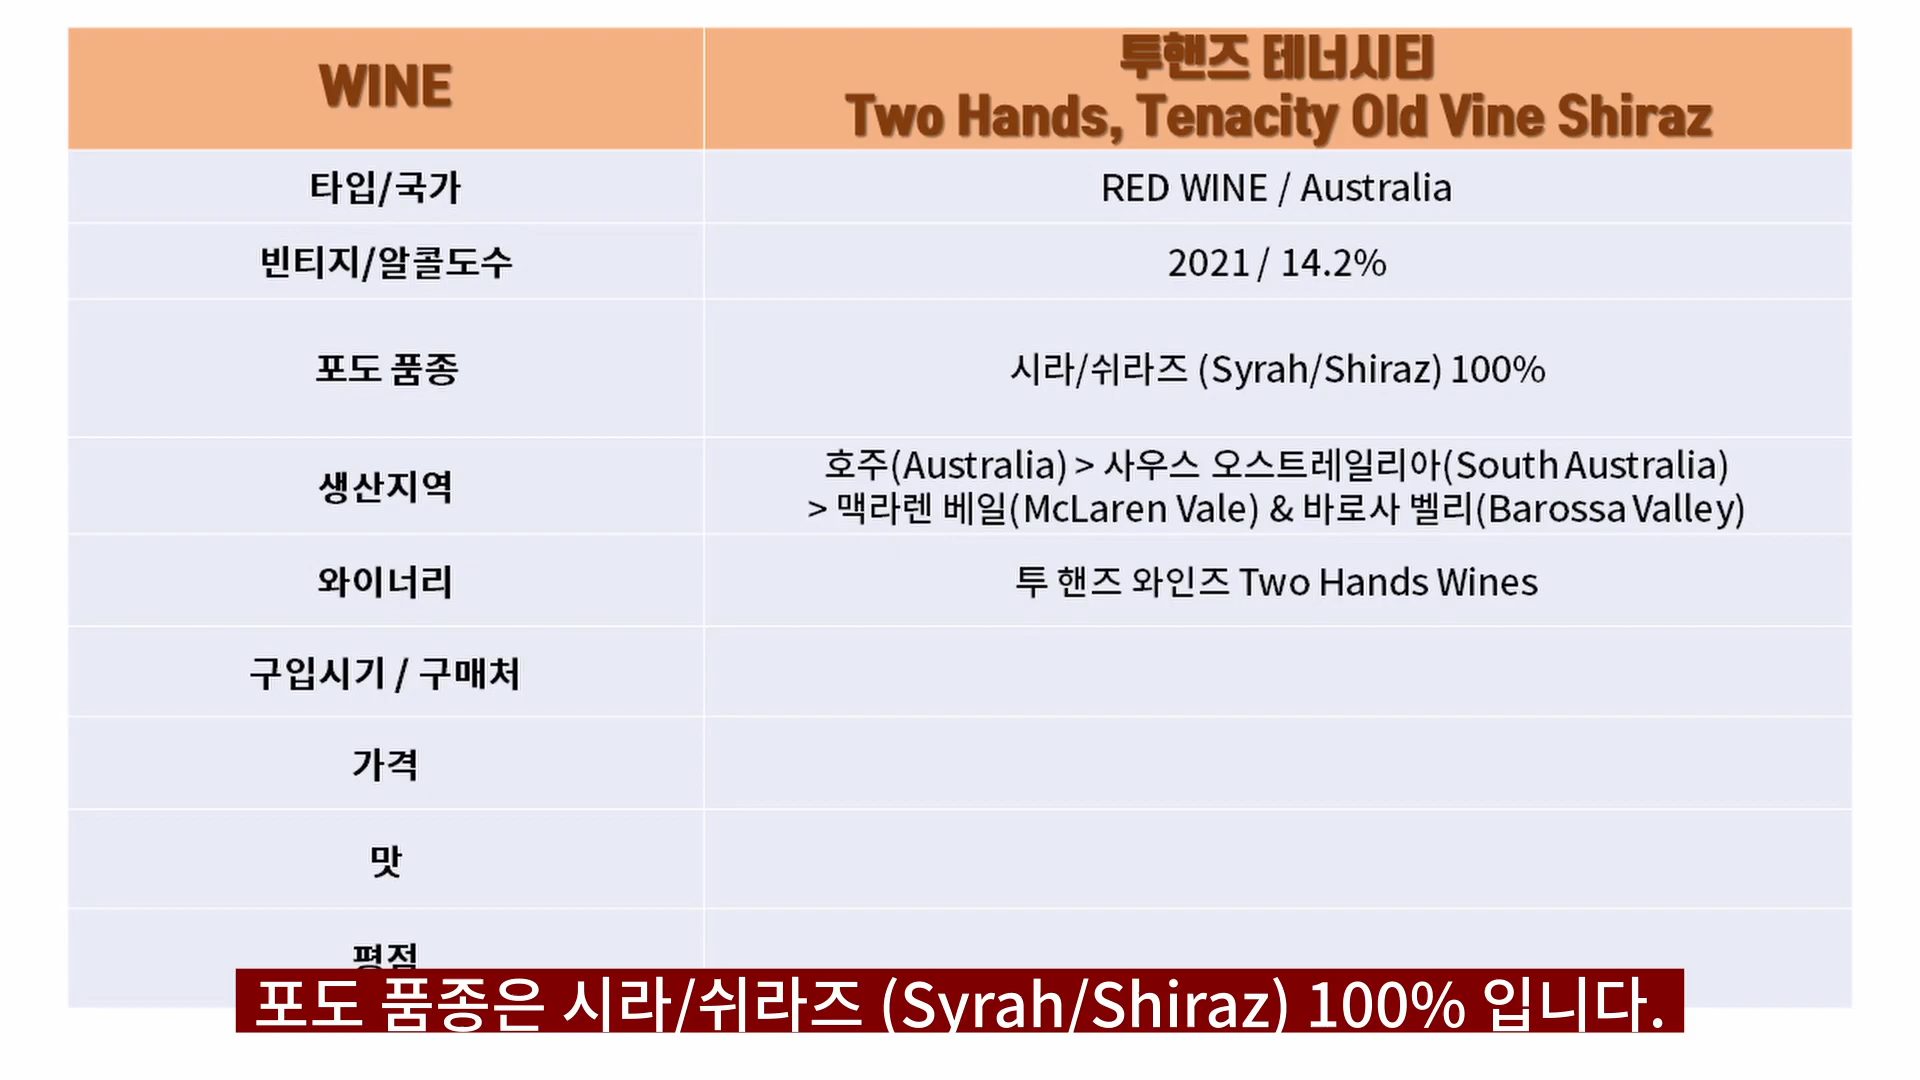 WINE
투핸즈 테너시티
Two Hands, Tenacity Old Vine Shiraz
타입/국가
RED WINE / Australia
빈티지/알콜도수
2021 / 14.2%
포도 품종
시라/쉬라즈 (Syrah/Shiraz) 100%
생산지역
호주(Australia) > 사우스 오스트레일리아(South Australia)
> 맥라렌 베일(McLaren Vale) & 바로사 벨리(Barossa Valley)
와이너리
투 핸즈 와인즈 Two Hands Wines
구입시기 / 구매처
가격
맛
평점
포도 품종은 시라/쉬라즈 (Syrah/Shiraz) 100% 입니다.